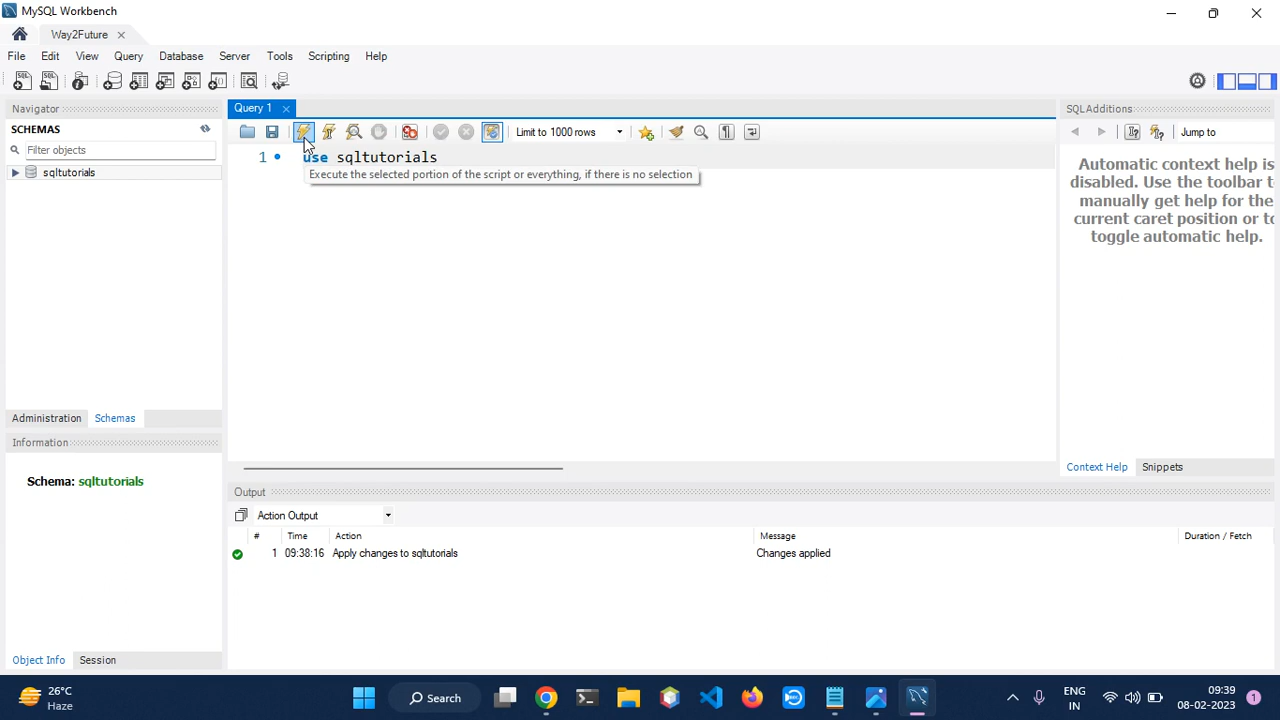 MySQL Workbench
Way2Future
File Edit View Query Database Server Tools Scripting Help
Navigator
SCHEMAS
Filter objects
sqltutorials
Administration Schemas
Information
Schema: sqltutorials
Object Info Session
Query 1
Limit to 1000 rows
1 use sqltutorials
Execute the selected portion of the script or everything, if there is no selection
SQLAdditions
Jump to
Automatic context help is
disabled. Use the toolbar t
manually get help for the
current caret position or to
toggle automatic help.
Context Help Snippets
Output
Action Output
# Time Action Message Duration / Fetch
1 09:38:16 Apply changes to sqltutorials Changes applied
26°C
Haze
Search
ENG
IN
09:39
08-02-2023
1